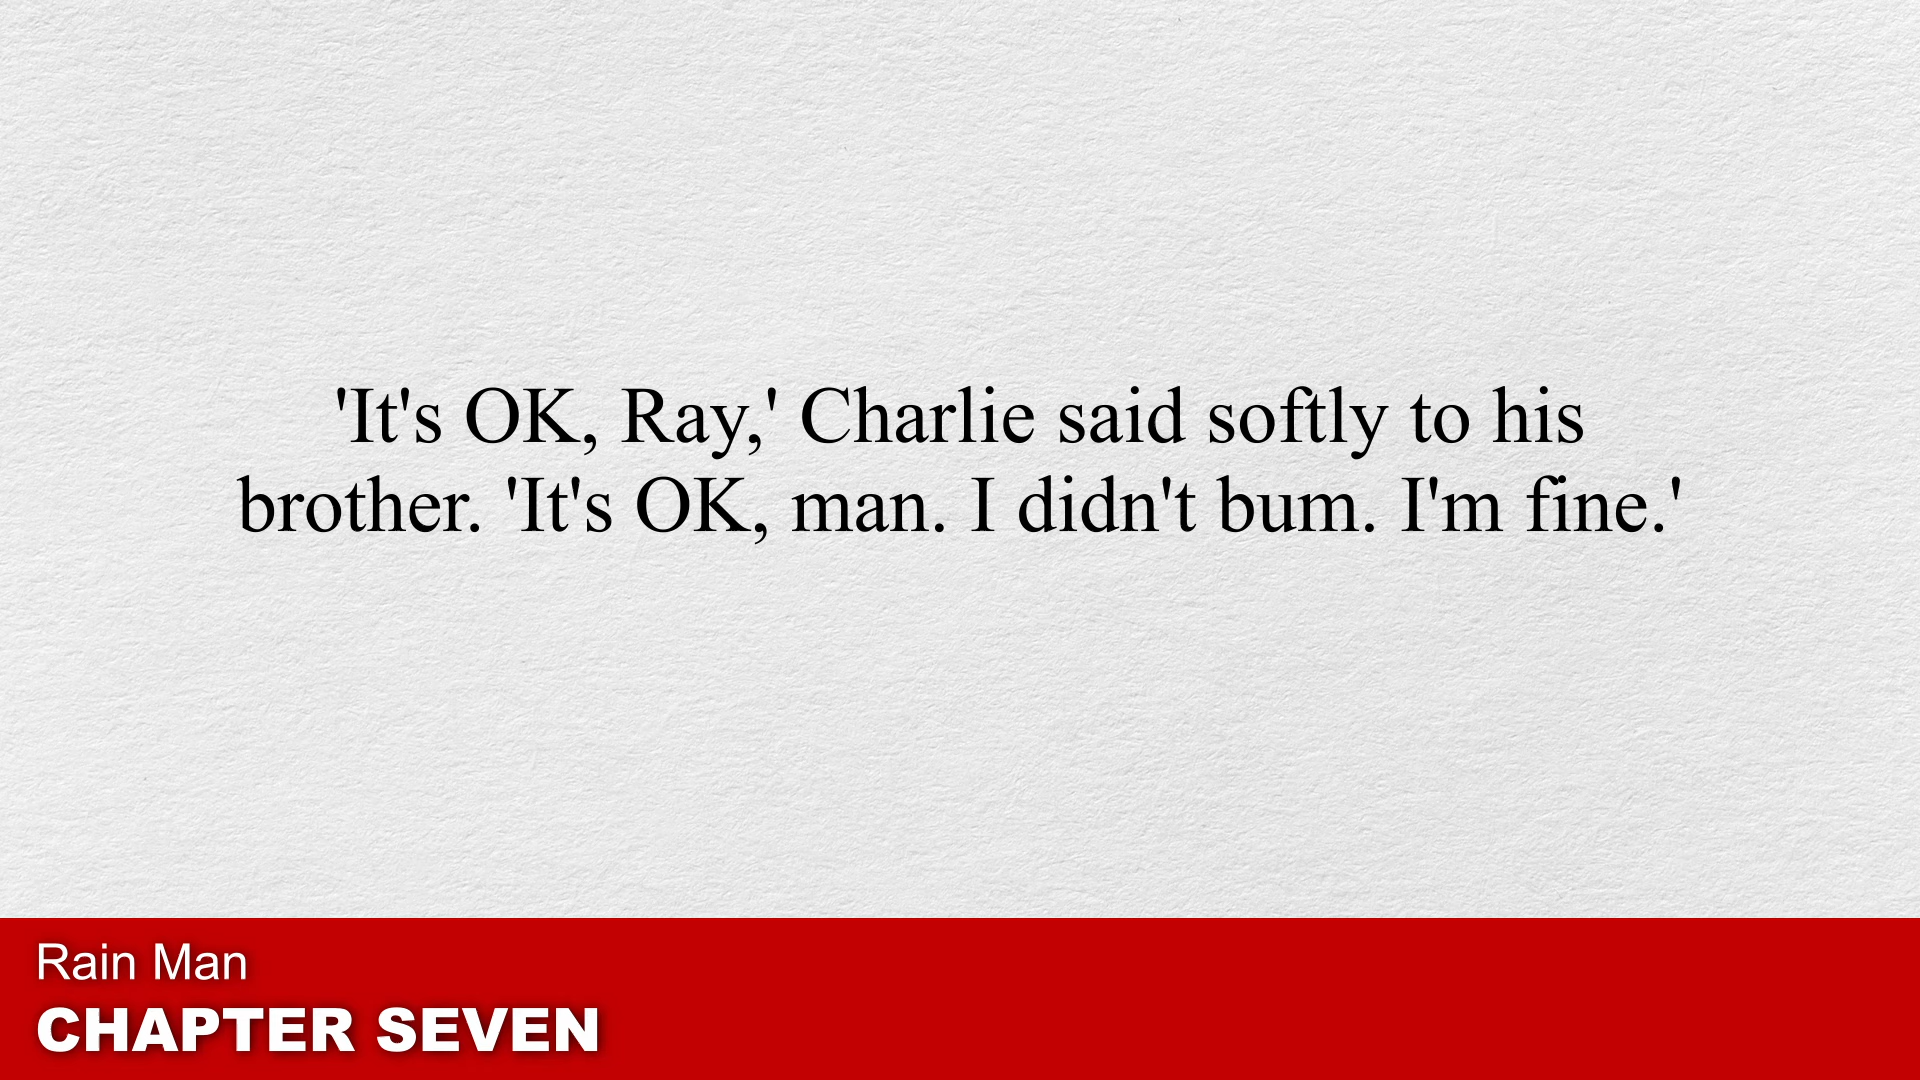 'It's OK, Ray,' Charlie said softly to his
brother. 'It's OK, man. I didn't bum. I'm fine.'
Rain Man
CHAPTER SEVEN